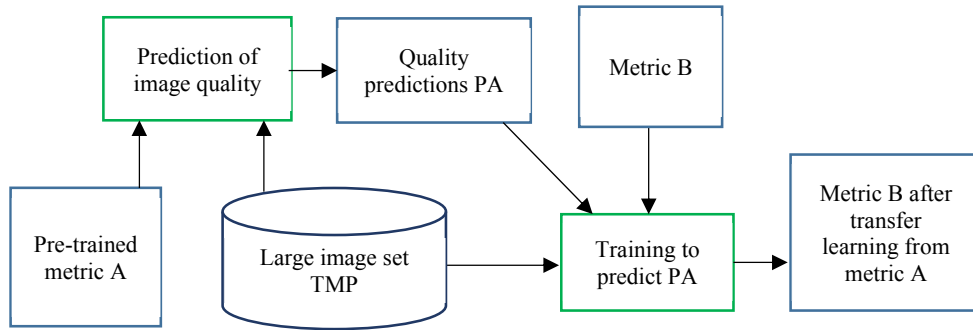 Prediction of
image quality
Quality
predictions PA
Metric B
Pre-trained
metric A
Large image set
TMP
Training to
predict PA
Metric B after
transfer
learning from
metric A